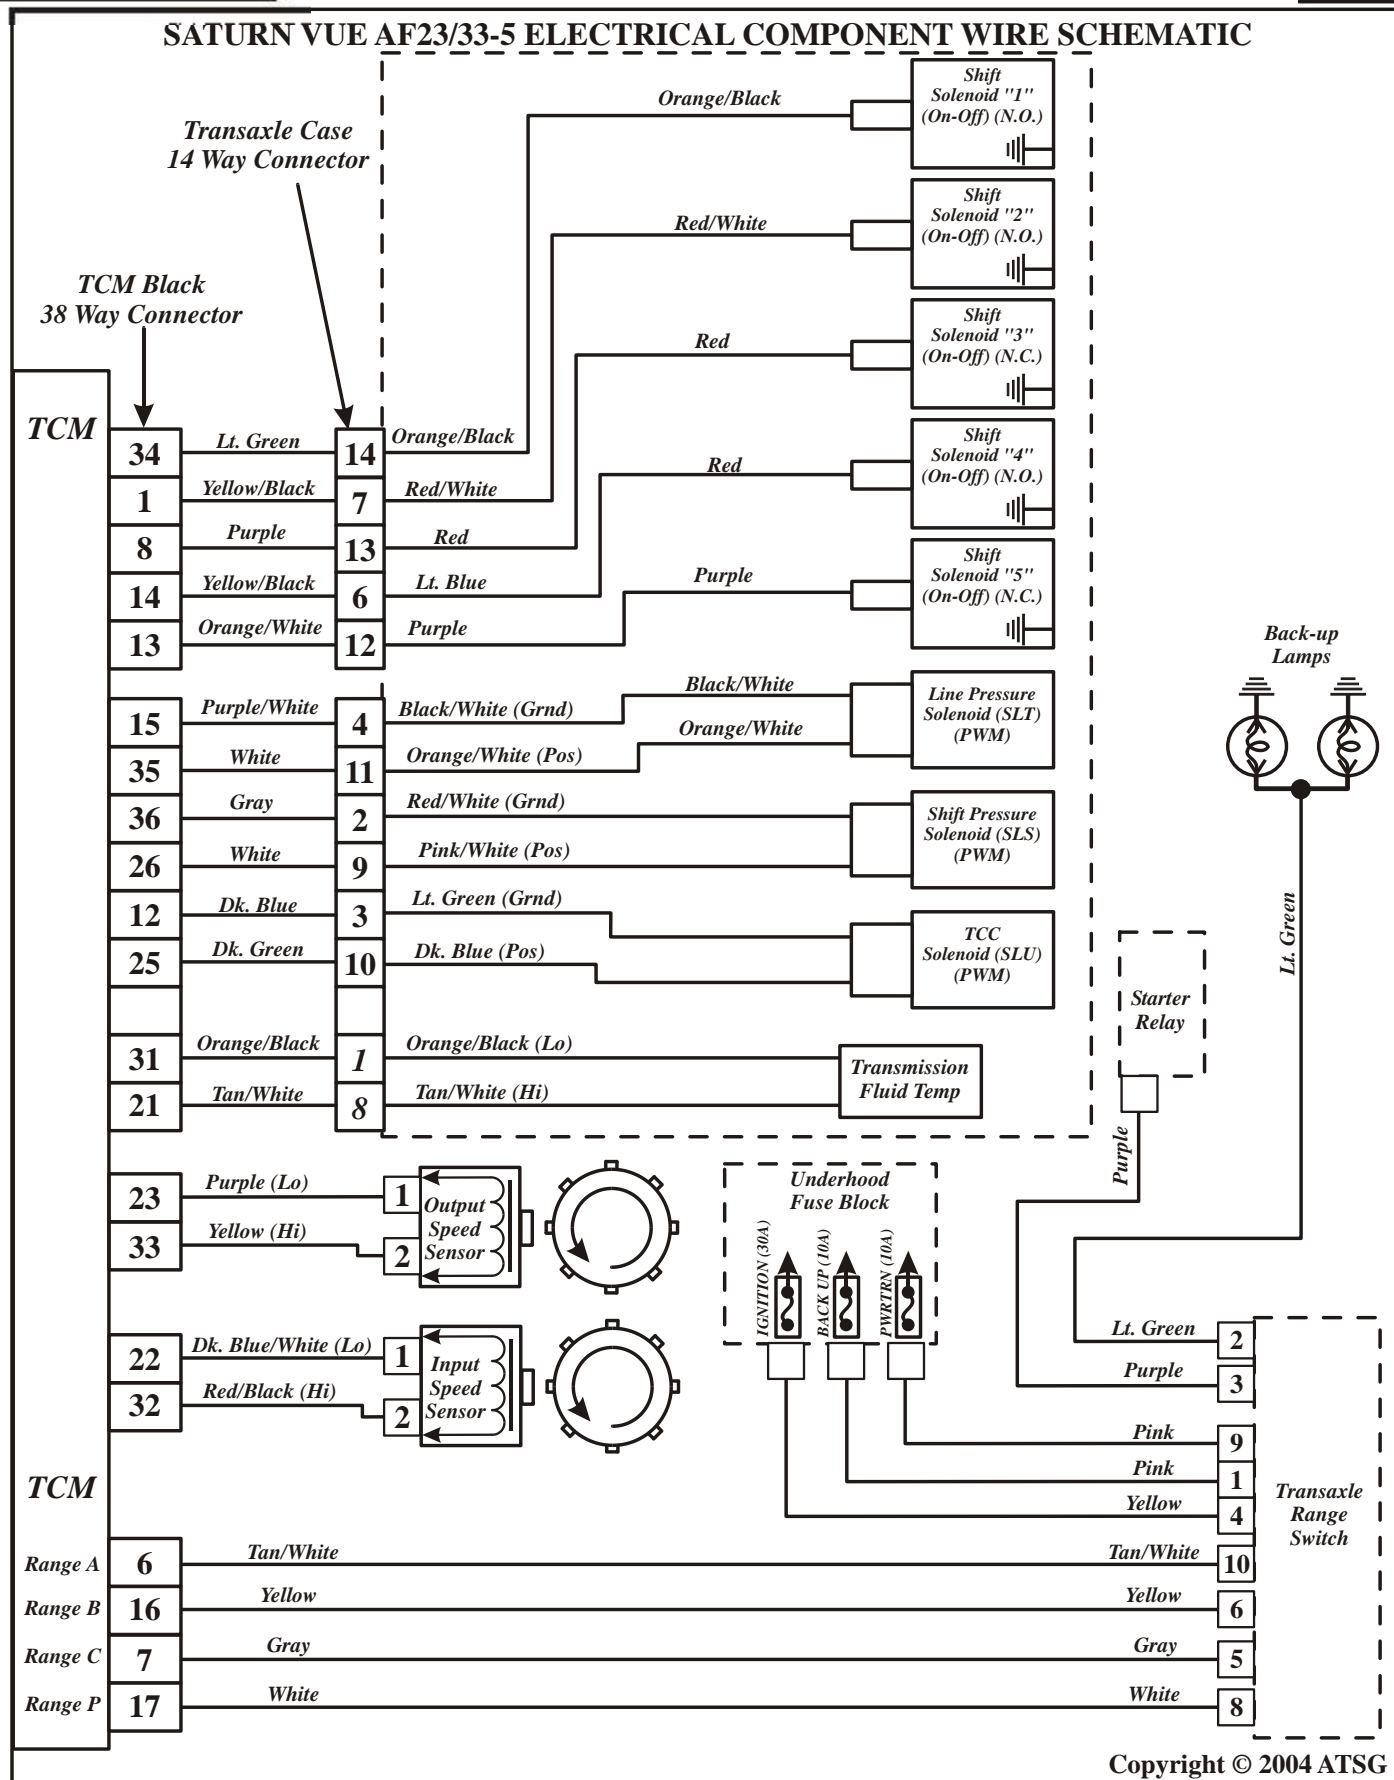 SATURN VUE AF23/33-5 ELECTRICAL COMPONENT WIRE SCHEMATIC
Transaxle Case
14 Way Connector
TCM Black
38 Way Connector
TCM
34
Lt. Green
14
Orange/Black
Orange/Black
Shift
Solenoid "1"
(On-Off) (N.O.)
1
Yellow/Black
7
Red/White
Red/White
Shift
Solenoid "2"
(On-Off) (N.O.)
8
Purple
13
Red
Red
Shift
Solenoid "3"
(On-Off) (N.C.)
14
Yellow/Black
6
Lt. Blue
Red
Shift
Solenoid "4"
(On-Off) (N.O.)
13
Orange/White
12
Purple
Purple
Shift
Solenoid "5"
(On-Off) (N.C.)
15
Purple/White
4
Black/White (Grnd)
Black/White
35
White
11
Orange/White (Pos)
Orange/White
Line Pressure
Solenoid (SLT)
(PWM)
36
Gray
2
Red/White (Grnd)
26
White
9
Pink/White (Pos)
Shift Pressure
Solenoid (SLS)
(PWM)
12
Dk. Blue
3
Lt. Green (Grnd)
25
Dk. Green
10
Dk. Blue (Pos)
TCC
Solenoid (SLU)
(PWM)
31
Orange/Black
1
Orange/Black (Lo)
21
Tan/White
8
Tan/White (Hi)
Transmission
Fluid Temp
Back-up
Lamps
Lt. Green
Starter
Relay
Purple
23
Purple (Lo)
1
33
Yellow (Hi)
2
Output
Speed
Sensor
22
Dk. Blue/White (Lo)
1
32
Red/Black (Hi)
2
Input
Speed
Sensor
Underhood
Fuse Block
IGNITION (30A)
BACK UP (10A)
PWRTRN (10A)
Lt. Green
2
Purple
3
Pink
9
Pink
1
Yellow
4
Transaxle
Range
Switch
TCM
Range A
6
Tan/White
Tan/White
10
Range B
16
Yellow
Yellow
6
Range C
7
Gray
Gray
5
Range P
17
White
White
8
Copyright © 2004 ATSG